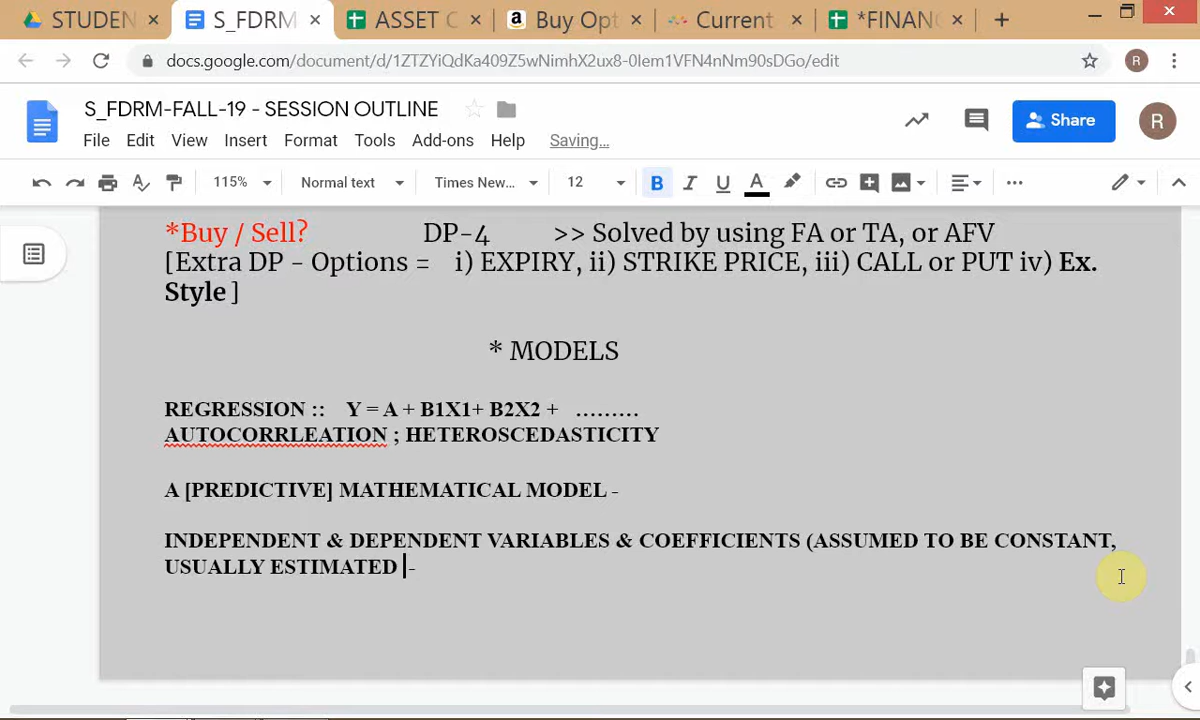 STUDEN
S_FDRM
ASSET C
Buy Opt
Current
*FINANC
docs.google.com/document/d/1ZTZYiQdKa409Z5wNimhX2ux8-0Iem1VFN4nNm90sDGo/edit
R
S_FDRM-FALL-19 - SESSION OUTLINE
Share
R
File Edit View Insert Format Tools Add-ons Help Saving...
115% Normal text Times New... 12 B I U A
*Buy / Sell? DP-4 >> Solved by using FA or TA, or AFV
[Extra DP - Options = i) EXPIRY, ii) STRIKE PRICE, iii) CALL or PUT iv) Ex.
Style ]
* MODELS
REGRESSION :: Y = A + B1X1+ B2X2 + .........
AUTOCORRLEATION ; HETEROSCEDASTICITY
A [PREDICTIVE] MATHEMATICAL MODEL -
INDEPENDENT & DEPENDENT VARIABLES & COEFFICIENTS (ASSUMED TO BE CONSTANT,
USUALLY ESTIMATED -